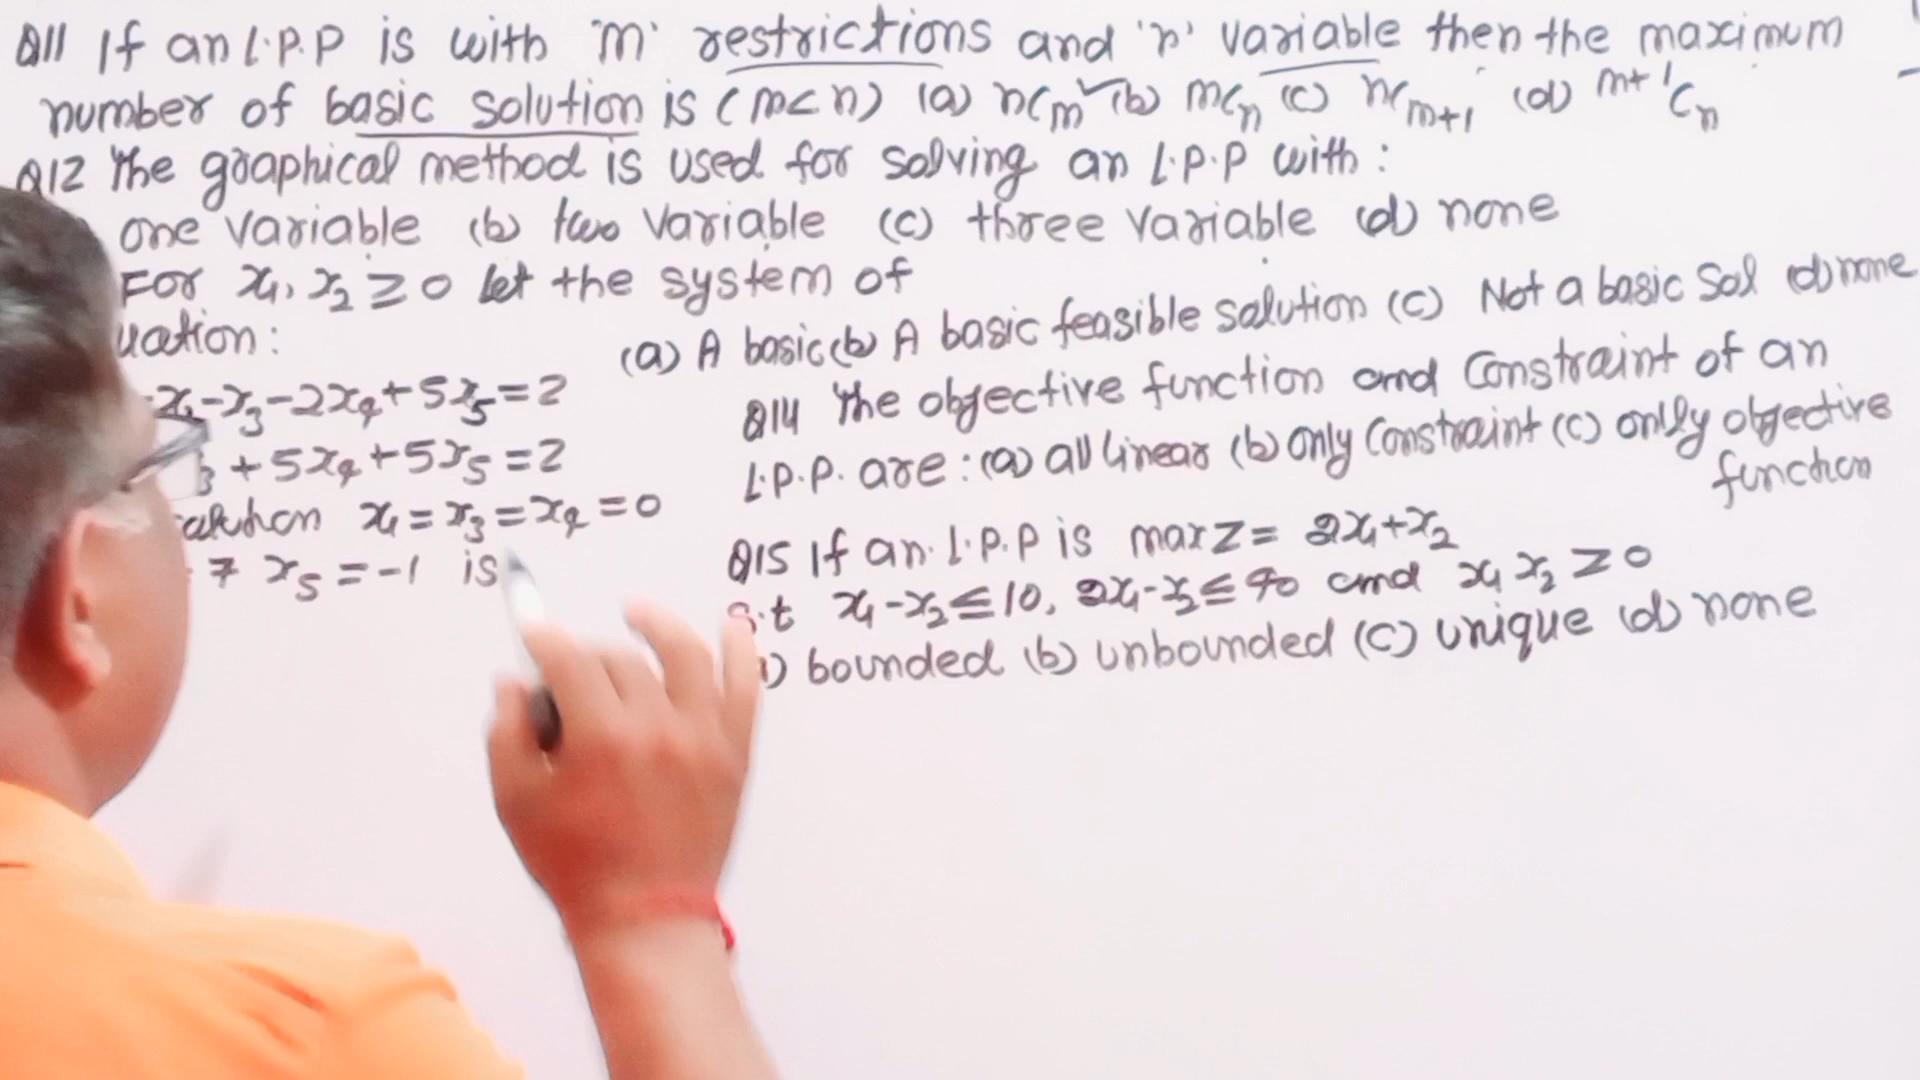 Q11 If an L.P.P is with 'm' restrictions and 'n' variable then the maximum
number of basic solution is (m<n) (a) nCm ✓ (b) mCn (c) nCm+1 (d) m+1Cn
Q12 The graphical method is used for solving an L.P.P with :
one variable (b) two variable (c) three variable (d) none
For x₁, x₂ ≥ 0 let the system of
uation :
x₁-x₃-2x₄+5x₅=2
₃+5x₄+5x₅=2
x₁=x₃=x₄=0
7 x₅=-1 is
(a) A basic (b) A basic feasible solution (c) Not a basic Sol (d) none
Q14 The objective function and Constraint of an
L.P.P. are : (a) all linear (b) only Constraint (c) only objective
function
Q15 If an L.P.P is max Z = 2x₁+x₂
s.t x₁-x₂≤10, 2x₁-x₂≤40 and x₁ x₂ ≥ 0
) bounded (b) unbounded (c) unique (d) none